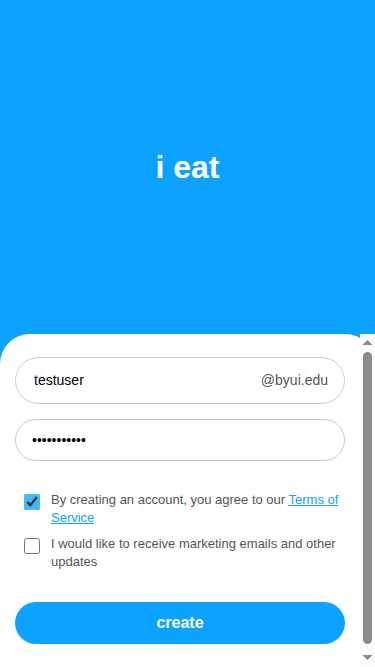 i eat
testuser
@byui.edu
•••••••••••
By creating an account, you agree to our Terms of
Service
I would like to receive marketing emails and other
updates
create